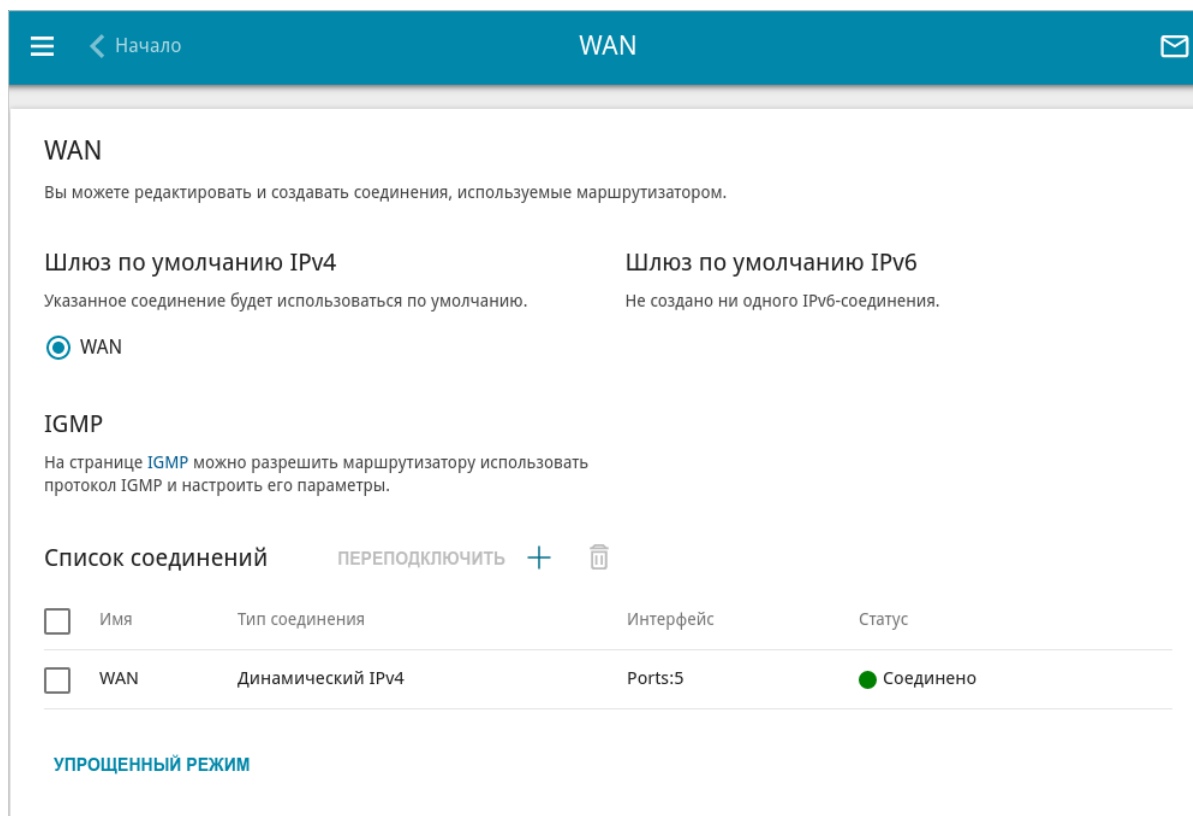 Начало
WAN
WAN
Вы можете редактировать и создавать соединения, используемые маршрутизатором.
Шлюз по умолчанию IPv4
Указанное соединение будет использоваться по умолчанию.
WAN
Шлюз по умолчанию IPv6
Не создано ни одного IPv6-соединения.
IGMP
На странице IGMP можно разрешить маршрутизатору использовать
протокол IGMP и настроить его параметры.
Список соединений ПЕРЕПОДКЛЮЧИТЬ
Имя Тип соединения Интерфейс Статус
WAN Динамический IPv4 Ports:5 Соединено
УПРОЩЕННЫЙ РЕЖИМ